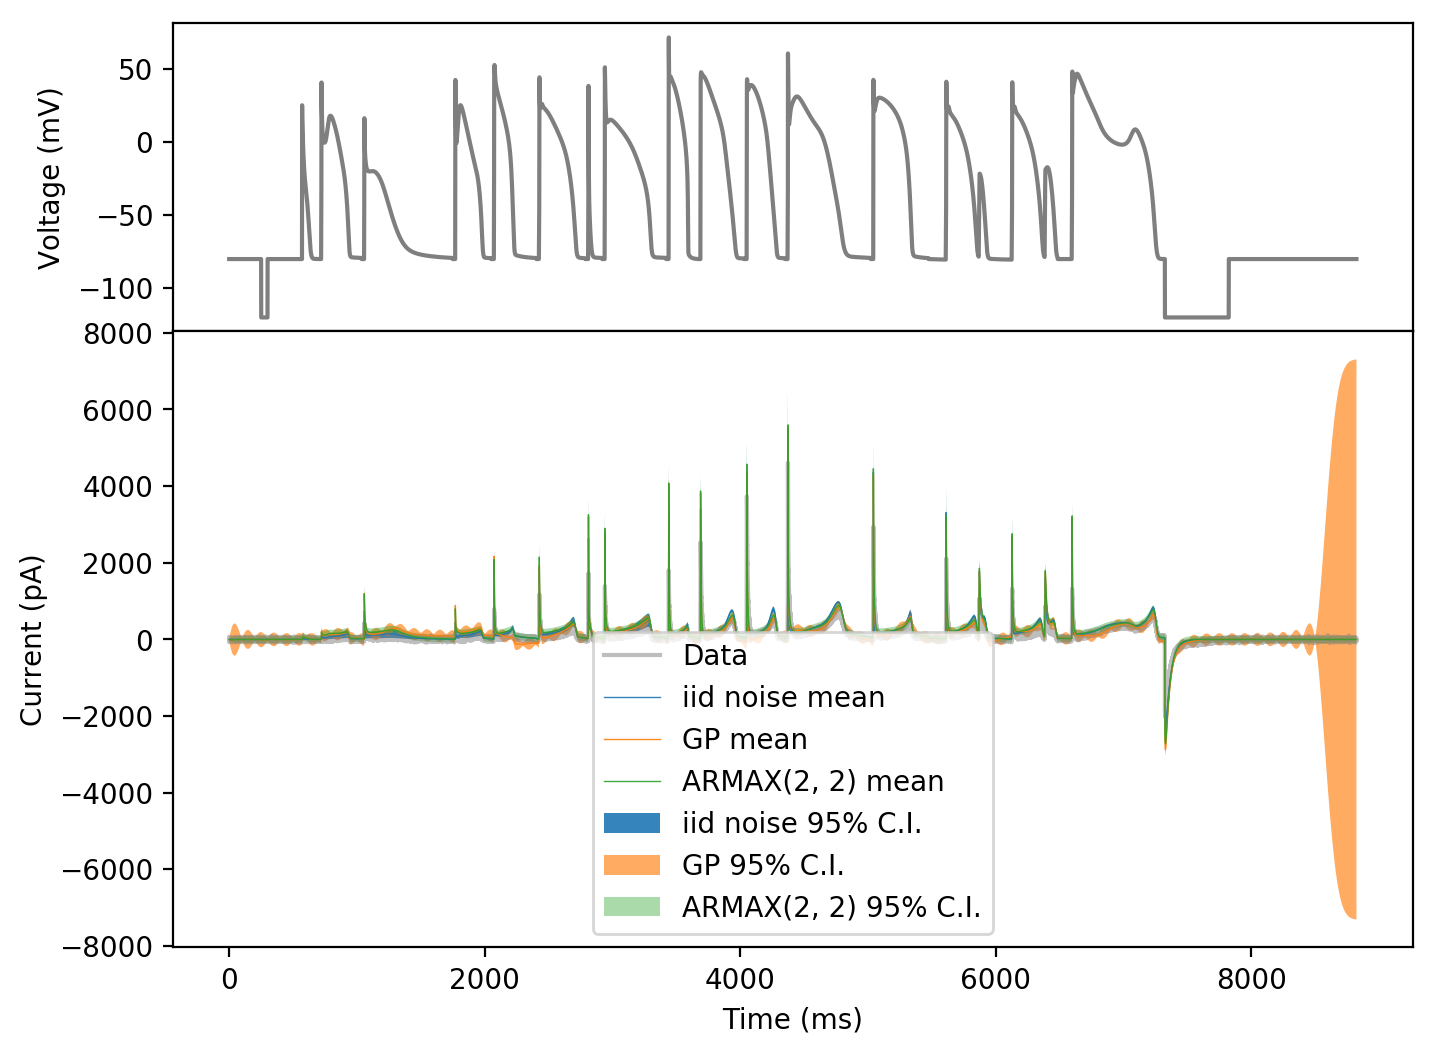 Voltage (mV)
50
0
−50
−100
Current (pA)
8000
6000
4000
2000
0
−2000
−4000
−6000
−8000
Data
iid noise mean
GP mean
ARMAX(2, 2) mean
iid noise 95% C.I.
GP 95% C.I.
ARMAX(2, 2) 95% C.I.
0 2000 4000 6000 8000
Time (ms)